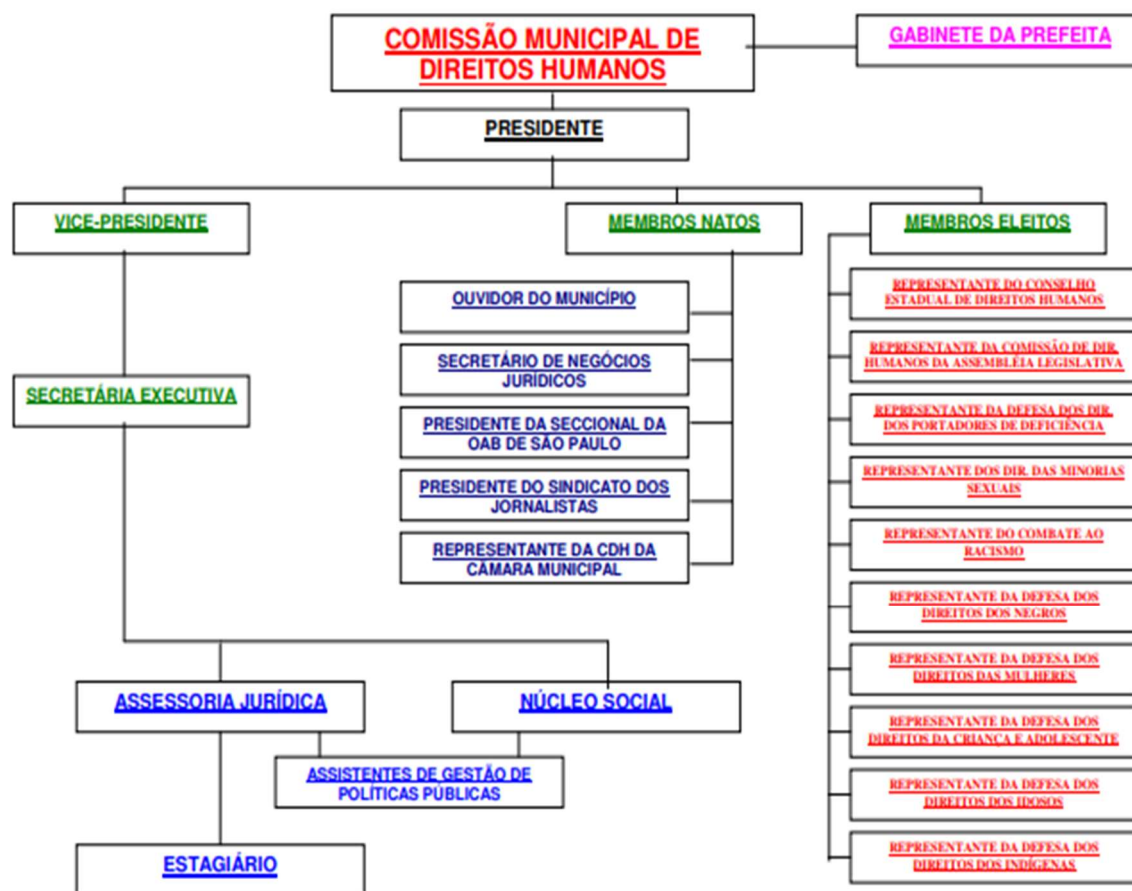 COMISSÃO MUNICIPAL DE
DIREITOS HUMANOS
GABINETE DA PREFEITA
PRESIDENTE
VICE-PRESIDENTE
MEMBROS NATOS
MEMBROS ELEITOS
SECRETÁRIA EXECUTIVA
OUVIDOR DO MUNICÍPIO
SECRETÁRIO DE NEGÓCIOS
JURÍDICOS
PRESIDENTE DA SECCIONAL DA
OAB DE SÃO PAULO
PRESIDENTE DO SINDICATO DOS
JORNALISTAS
REPRESENTANTE DA CDH DA
CÂMARA MUNICIPAL
REPRESENTANTE DO CONSELHO
ESTADUAL DE DIREITOS HUMANOS
REPRESENTANTE DA COMISSÃO DE DIR.
HUMANOS DA ASSEMBLÉIA LEGISLATIVA
REPRESENTANTE DA DEFESA DOS DIR.
DOS PORTADORES DE DEFICIÊNCIA
REPRESENTANTE DOS DIR. DAS MINORIAS
SEXUAIS
REPRESENTANTE DO COMBATE AO
RACISMO
REPRESENTANTE DA DEFESA DOS
DIREITOS DOS NEGROS
REPRESENTANTE DA DEFESA DOS
DIREITOS DAS MULHERES
REPRESENTANTE DA DEFESA DOS
DIREITOS DA CRIANÇA E ADOLESCENTE
REPRESENTANTE DA DEFESA DOS
DIREITOS DOS IDOSOS
REPRESENTANTE DA DEFESA DOS
DIREITOS DOS INDÍGENAS
ASSESSORIA JURÍDICA
NÚCLEO SOCIAL
ASSISTENTES DE GESTÃO DE
POLÍTICAS PÚBLICAS
ESTAGIÁRIO